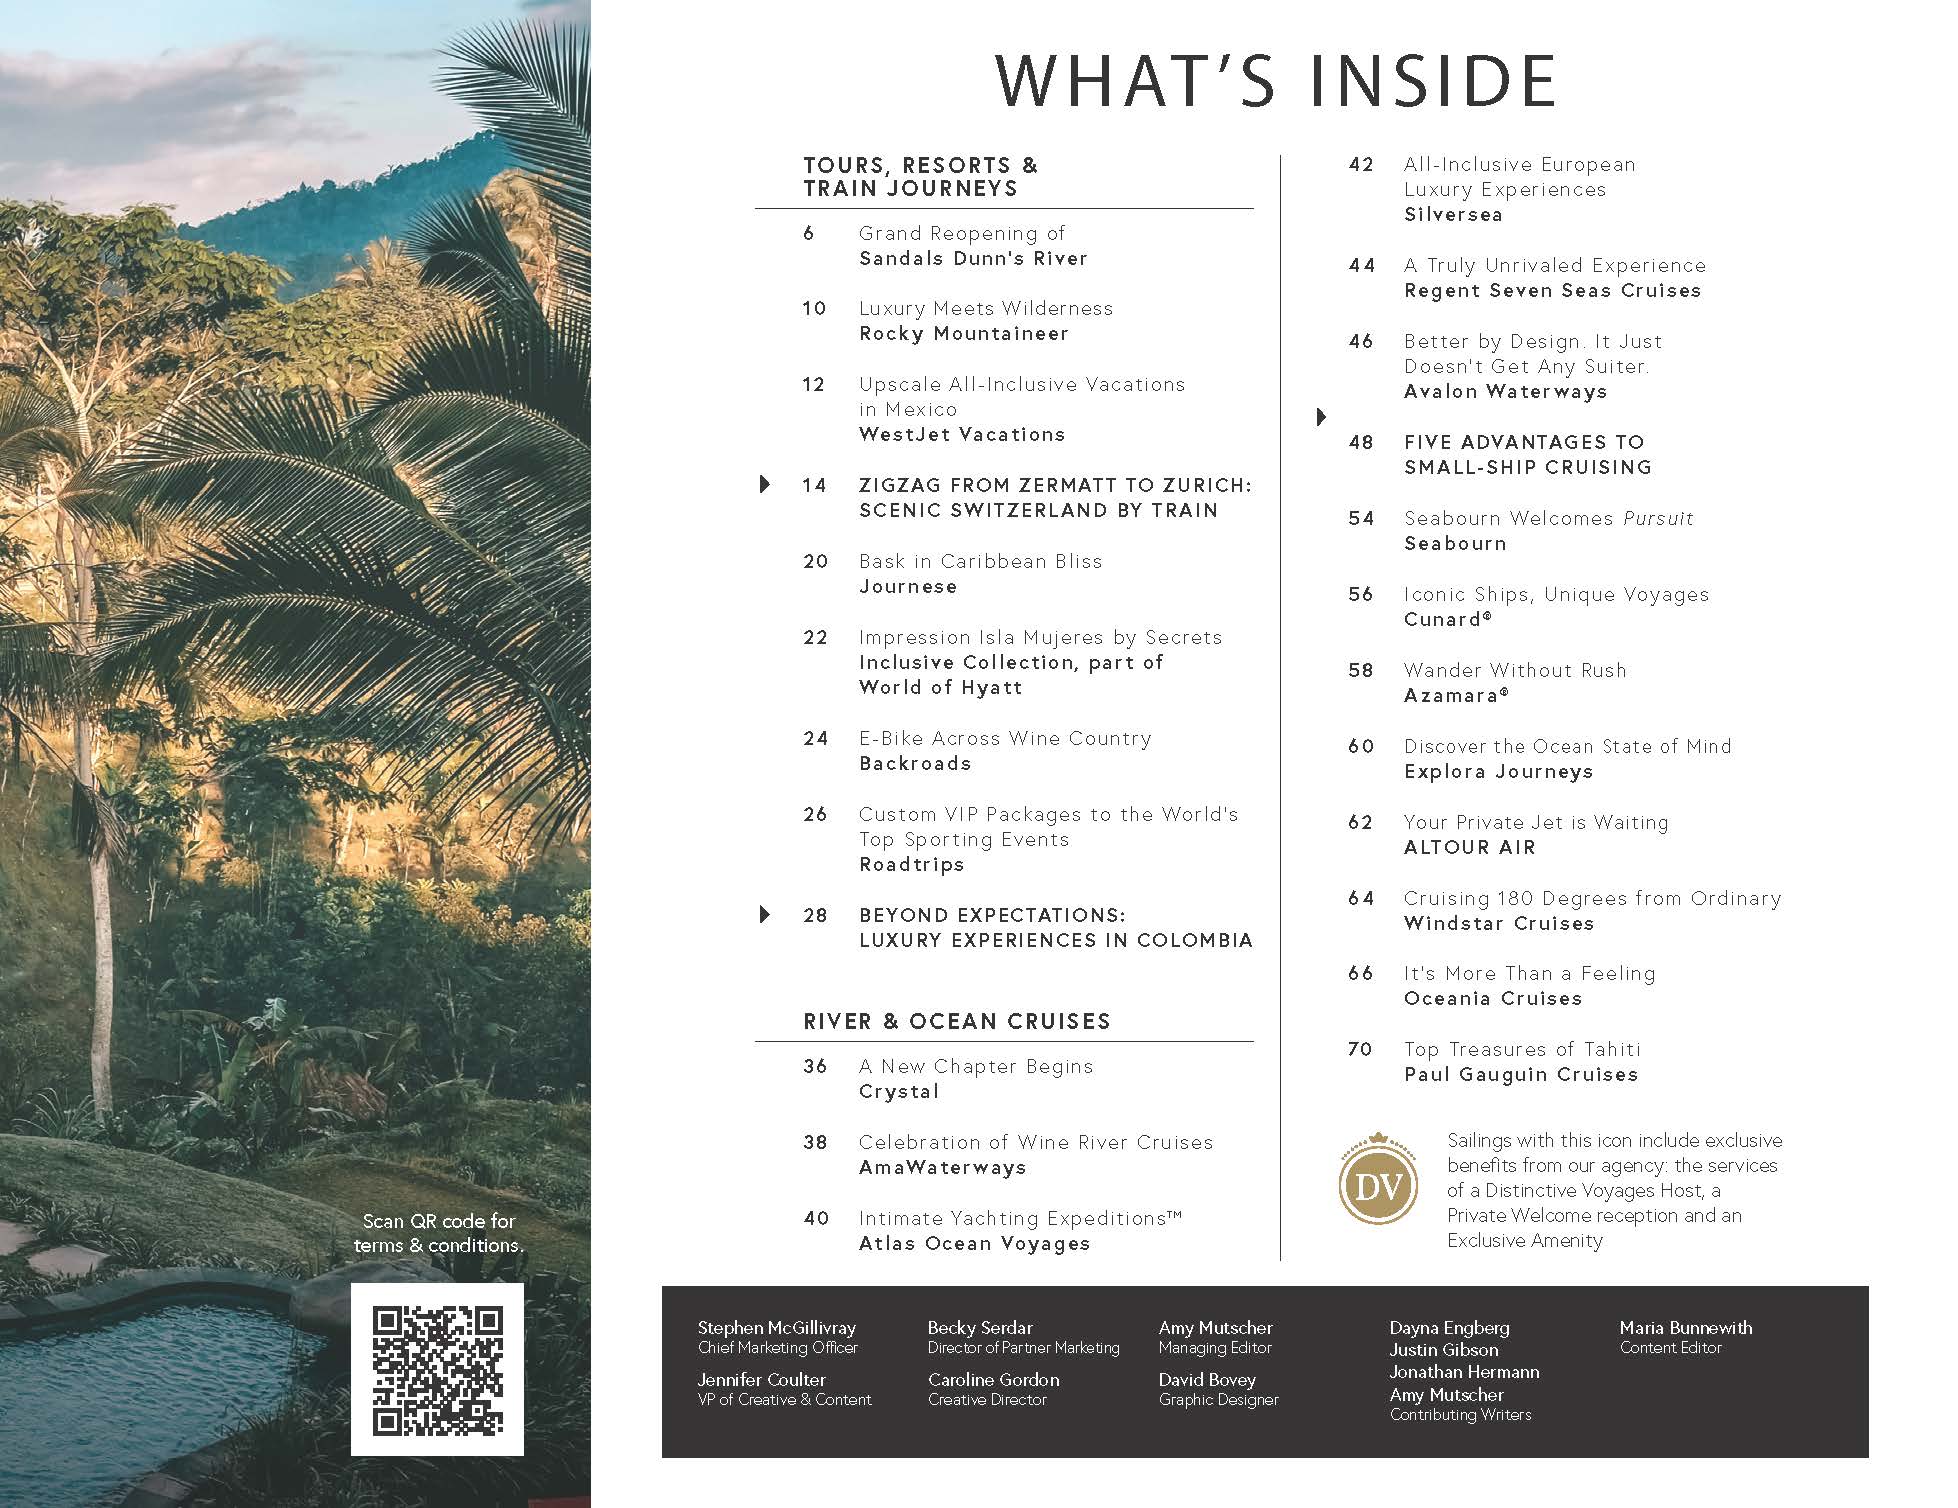 WHAT'S INSIDE
TOURS, RESORTS &
TRAIN JOURNEYS
6 Grand Reopening of
Sandals Dunn's River
10 Luxury Meets Wilderness
Rocky Mountaineer
12 Upscale All-Inclusive Vacations
in Mexico
WestJet Vacations
14 ZIGZAG FROM ZERMATT TO ZURICH:
SCENIC SWITZERLAND BY TRAIN
20 Bask in Caribbean Bliss
Journese
22 Impression Isla Mujeres by Secrets
Inclusive Collection, part of
World of Hyatt
24 E-Bike Across Wine Country
Backroads
26 Custom VIP Packages to the World's
Top Sporting Events
Roadtrips
28 BEYOND EXPECTATIONS:
LUXURY EXPERIENCES IN COLOMBIA
RIVER & OCEAN CRUISES
36 A New Chapter Begins
Crystal
38 Celebration of Wine River Cruises
AmaWaterways
40 Intimate Yachting Expeditions™
Atlas Ocean Voyages
42 All-Inclusive European
Luxury Experiences
Silversea
44 A Truly Unrivaled Experience
Regent Seven Seas Cruises
46 Better by Design. It Just
Doesn't Get Any Suiter.
Avalon Waterways
48 FIVE ADVANTAGES TO
SMALL-SHIP CRUISING
54 Seabourn Welcomes Pursuit
Seabourn
56 Iconic Ships, Unique Voyages
Cunard®
58 Wander Without Rush
Azamara®
60 Discover the Ocean State of Mind
Explora Journeys
62 Your Private Jet is Waiting
ALTOUR AIR
64 Cruising 180 Degrees from Ordinary
Windstar Cruises
66 It's More Than a Feeling
Oceania Cruises
70 Top Treasures of Tahiti
Paul Gauguin Cruises
DV
Sailings with this icon include exclusive
benefits from our agency: the services
of a Distinctive Voyages Host, a
Private Welcome reception and an
Exclusive Amenity
Scan QR code for
terms & conditions.
Stephen McGillivray
Chief Marketing Officer
Jennifer Coulter
VP of Creative & Content
Becky Serdar
Director of Partner Marketing
Caroline Gordon
Creative Director
Amy Mutscher
Managing Editor
David Bovey
Graphic Designer
Dayna Engberg
Justin Gibson
Jonathan Hermann
Amy Mutscher
Contributing Writers
Maria Bunnewith
Content Editor